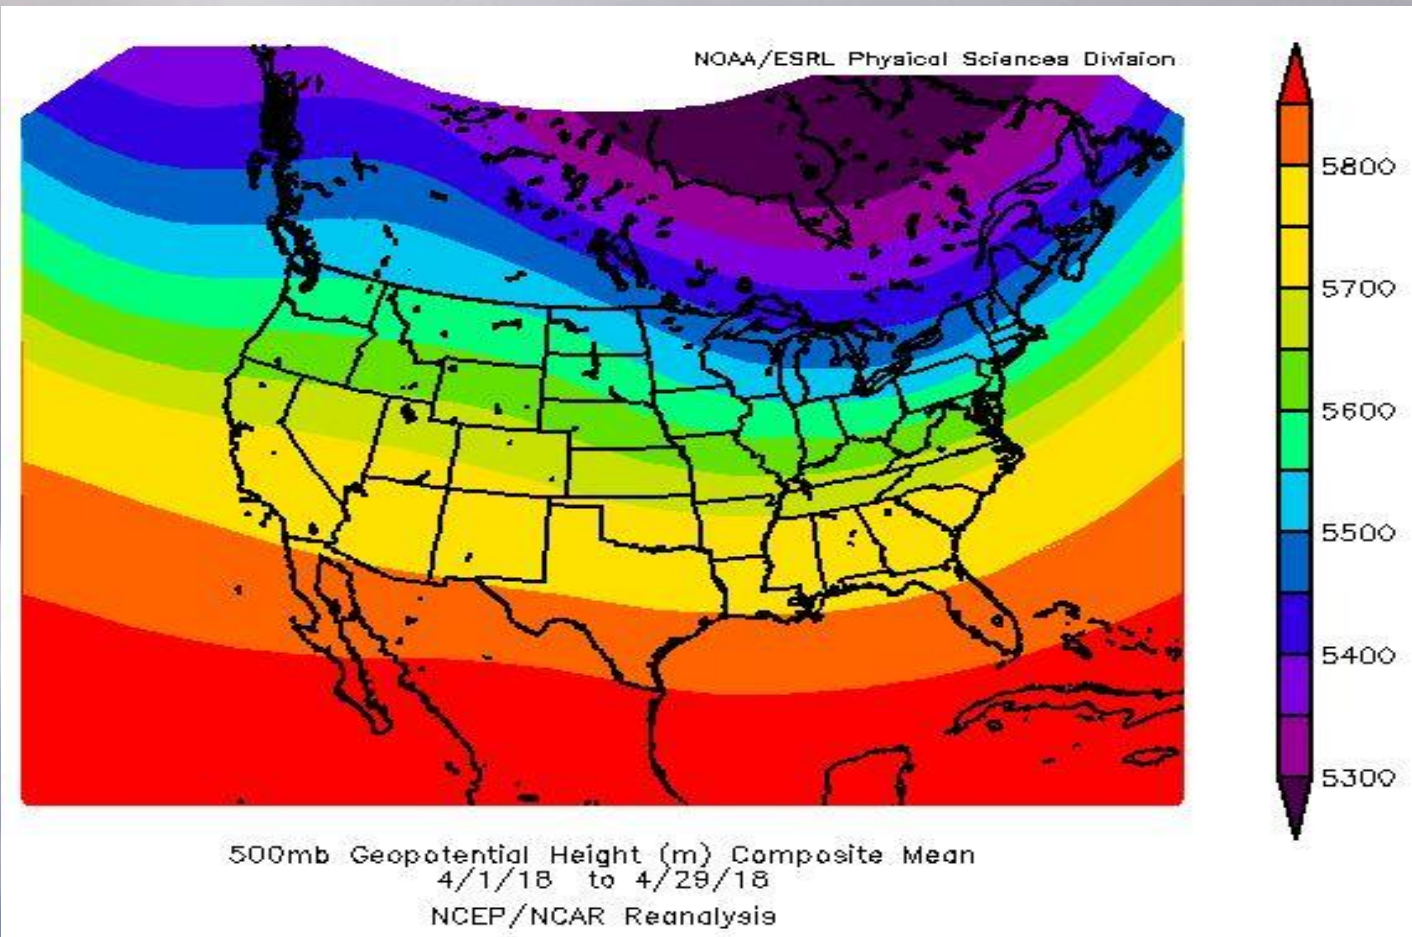 NOAA/ESRL Physical Sciences Division
5800
5700
5600
5500
5400
5300
500mb Geopotential Height (m) Composite Mean
4/1/18 to 4/29/18
NCEP/NCAR Reanalysis